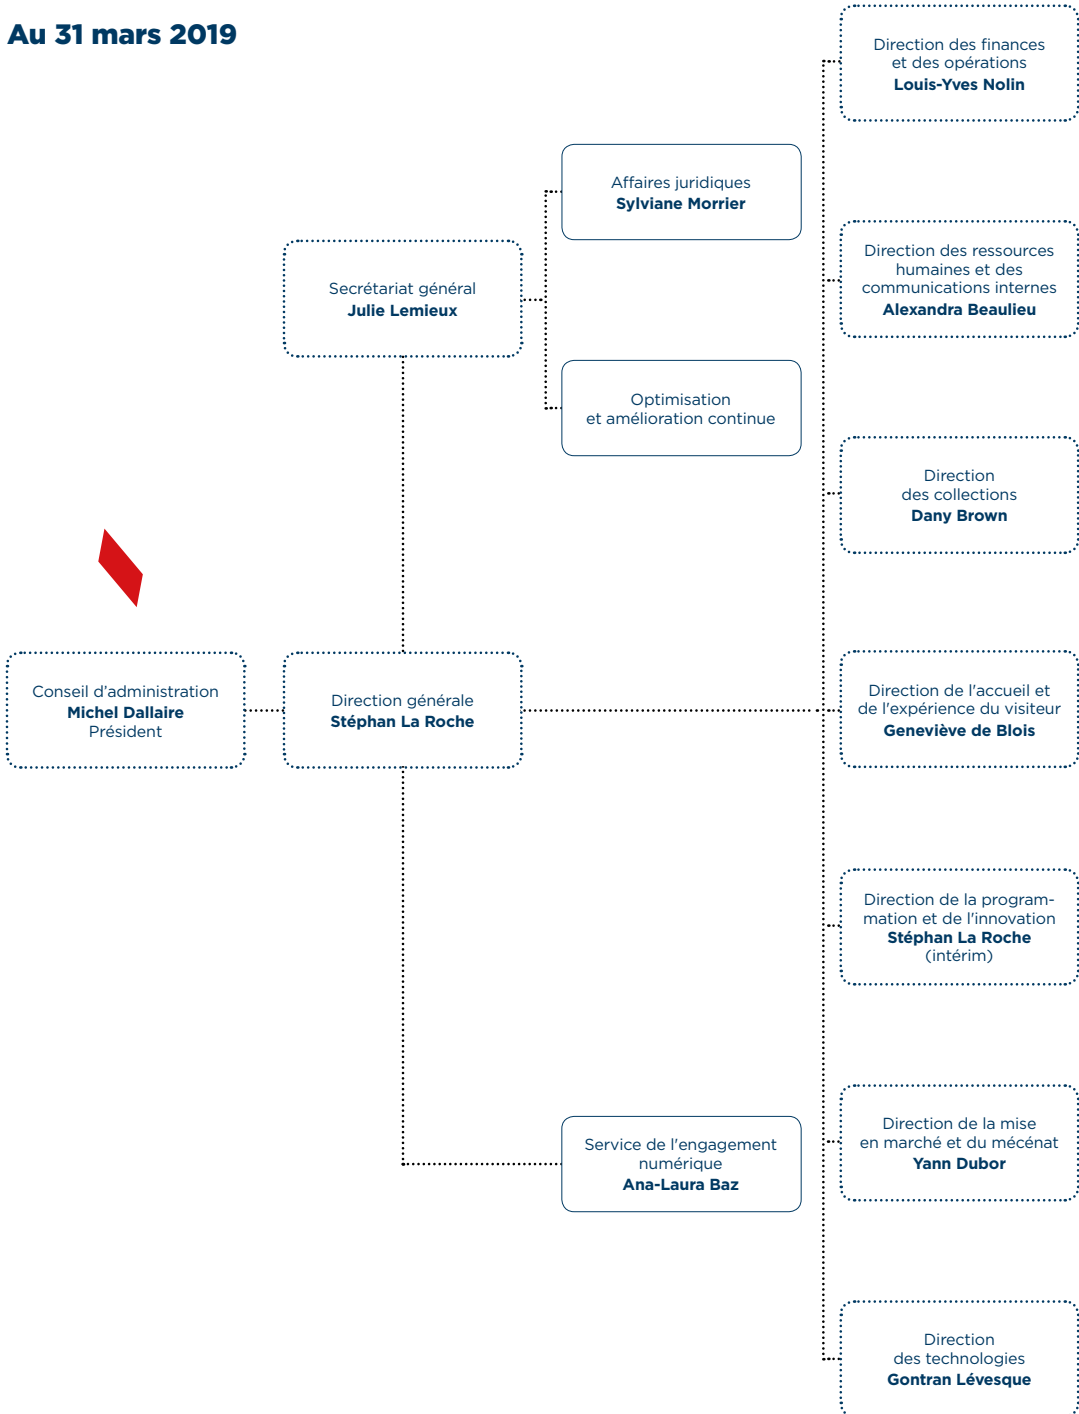 Au 31 mars 2019
Direction des finances
et des opérations
Louis-Yves Nolin
Affaires juridiques
Sylviane Morrier
Direction des ressources
humaines et des
communications internes
Alexandra Beaulieu
Secrétariat général
Julie Lemieux
Optimisation
et amélioration continue
Direction
des collections
Dany Brown
Conseil d’administration
Michel Dallaire
Président
Direction générale
Stéphan La Roche
Direction de l'accueil et
de l'expérience du visiteur
Geneviève de Blois
Direction de la program-
mation et de l'innovation
Stéphan La Roche
(intérim)
Service de l'engagement
numérique
Ana-Laura Baz
Direction de la mise
en marché et du mécénat
Yann Dubor
Direction
des technologies
Gontran Lévesque